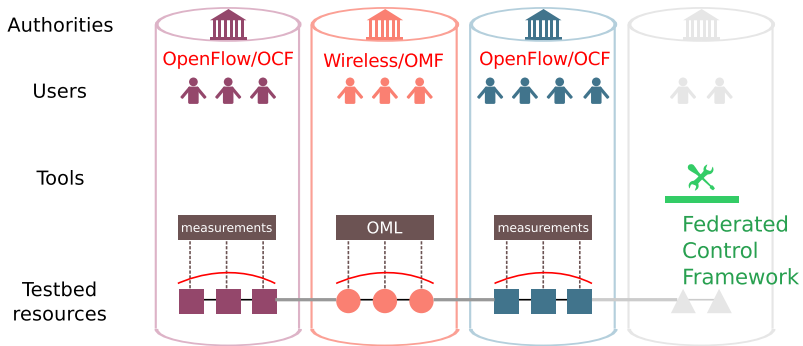 Authorities
OpenFlow/OCF
Wireless/OMF
OpenFlow/OCF
Users
Tools
measurements
OML
measurements
Federated
Control
Framework
Testbed
resources